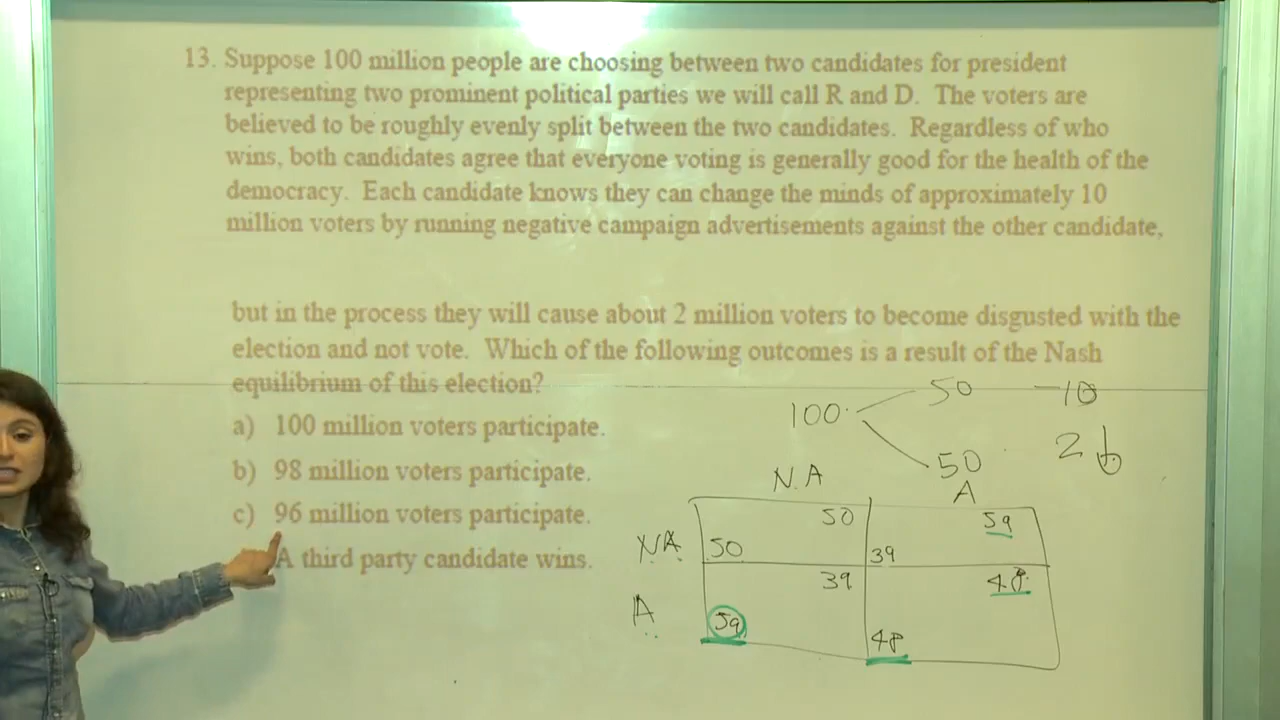 13. Suppose 100 million people are choosing between two candidates for president
representing two prominent political parties we will call R and D. The voters are
believed to be roughly evenly split between the two candidates. Regardless of who
wins, both candidates agree that everyone voting is generally good for the health of the
democracy. Each candidate knows they can change the minds of approximately 10
million voters by running negative campaign advertisements against the other candidate,
but in the process they will cause about 2 million voters to become disgusted with the
election and not vote. Which of the following outcomes is a result of the Nash
equilibrium of this election?
a) 100 million voters participate.
b) 98 million voters participate.
c) 96 million voters participate.
A third party candidate wins.
50 -10
100
50 2 ↓
N.A A
50 59
NA 50 39
39 48
A 59 48